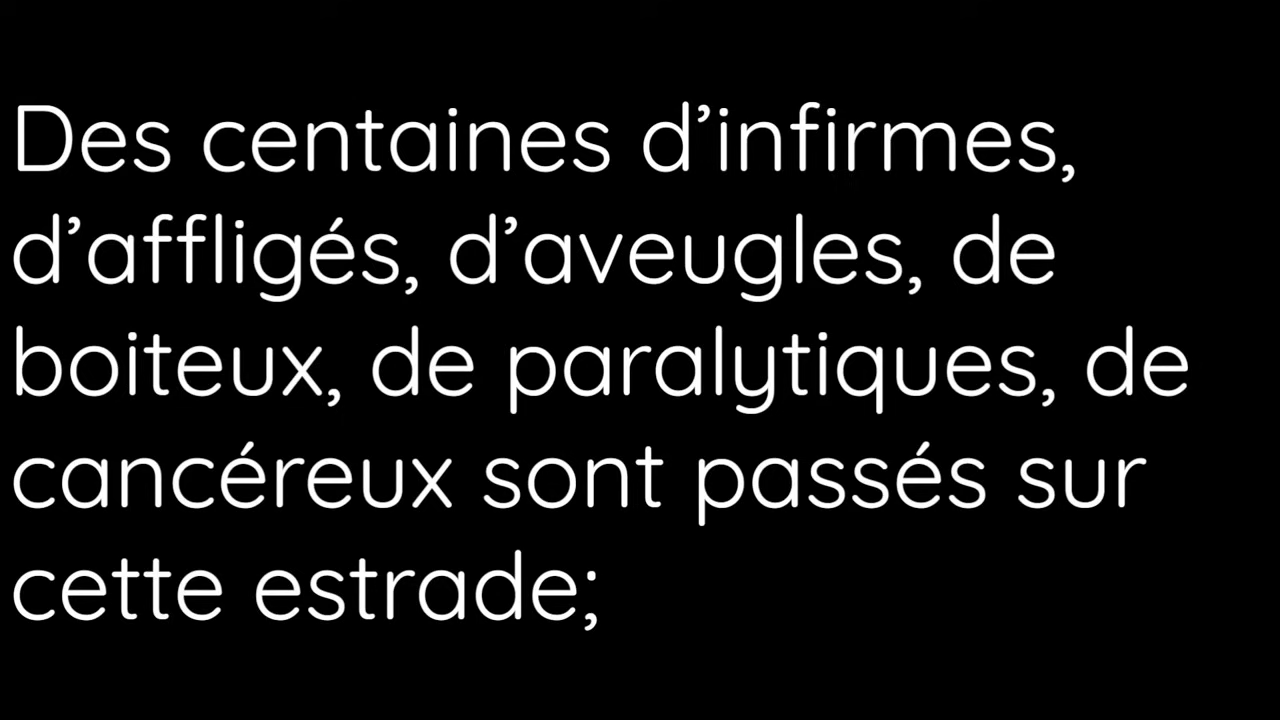 Des centaines d’infirmes,
d’affligés, d’aveugles, de
boiteux, de paralytiques, de
cancéreux sont passés sur
cette estrade;